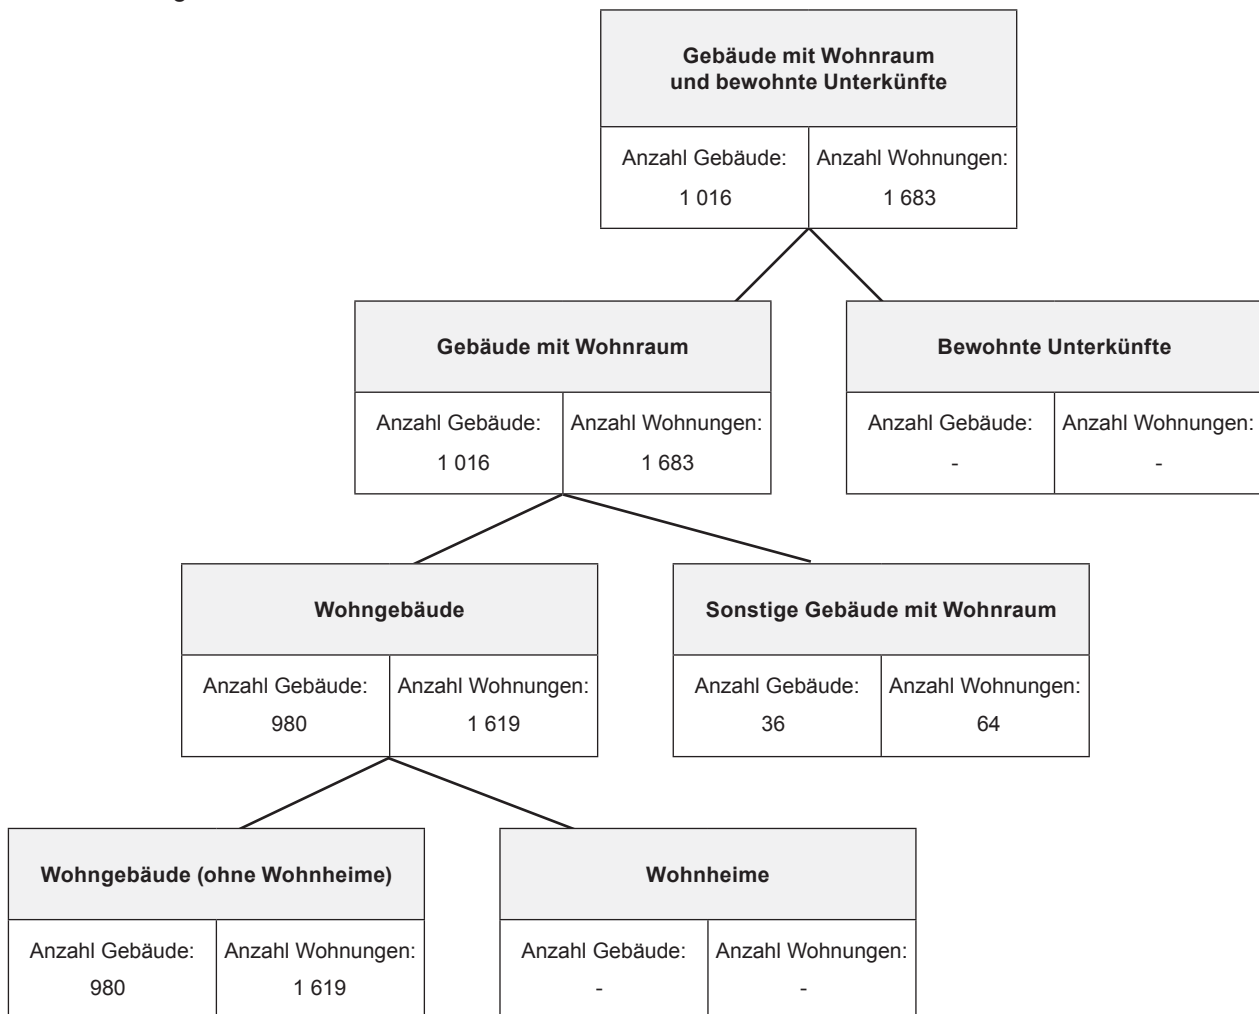 Gebäude mit Wohnraum
und bewohnte Unterkünfte
Anzahl Gebäude: Anzahl Wohnungen:
1 016 1 683
Gebäude mit Wohnraum
Anzahl Gebäude: Anzahl Wohnungen:
1 016 1 683
Bewohnte Unterkünfte
Anzahl Gebäude: Anzahl Wohnungen:
- -
Wohngebäude
Anzahl Gebäude: Anzahl Wohnungen:
980 1 619
Sonstige Gebäude mit Wohnraum
Anzahl Gebäude: Anzahl Wohnungen:
36 64
Wohngebäude (ohne Wohnheime)
Anzahl Gebäude: Anzahl Wohnungen:
980 1 619
Wohnheime
Anzahl Gebäude: Anzahl Wohnungen:
- -